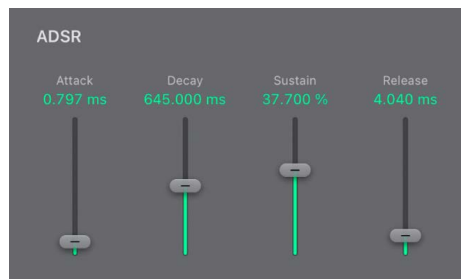 ADSR
Attack Decay Sustain Release
0.797 ms 645.000 ms 37.700 % 4.040 ms